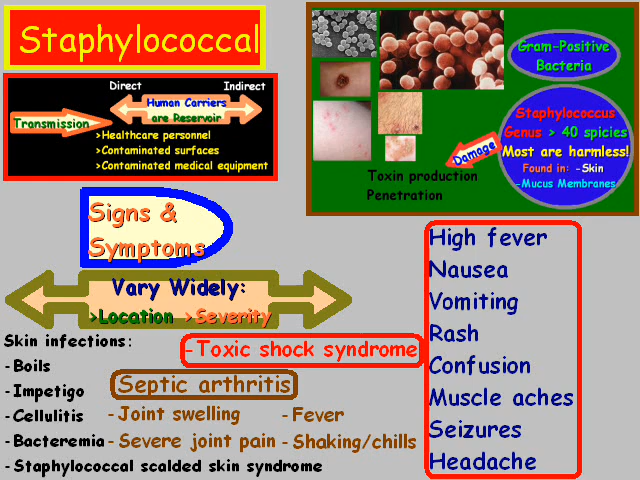 Staphylococcal
Direct
Indirect
Human Carriers
are Reservoir
Transmission
>Healthcare personnel
>Contaminated surfaces
>Contaminated medical equipment
Gram-Positive
Bacteria
Staphylococcus
Genus > 40 spicies
Most are harmless!
Found in: -Skin
-Mucus Membranes
Damage
Toxin production
Penetration
Signs &
Symptoms
Vary Widely:
>Location >Severity
Skin infections:
-Boils
-Impetigo
-Cellulitis
-Bacteremia
-Staphylococcal scalded skin syndrome
-Toxic shock syndrome
Septic arthritis
-Joint swelling
-Severe joint pain
-Fever
-Shaking/chills
High fever
Nausea
Vomiting
Rash
Confusion
Muscle aches
Seizures
Headache